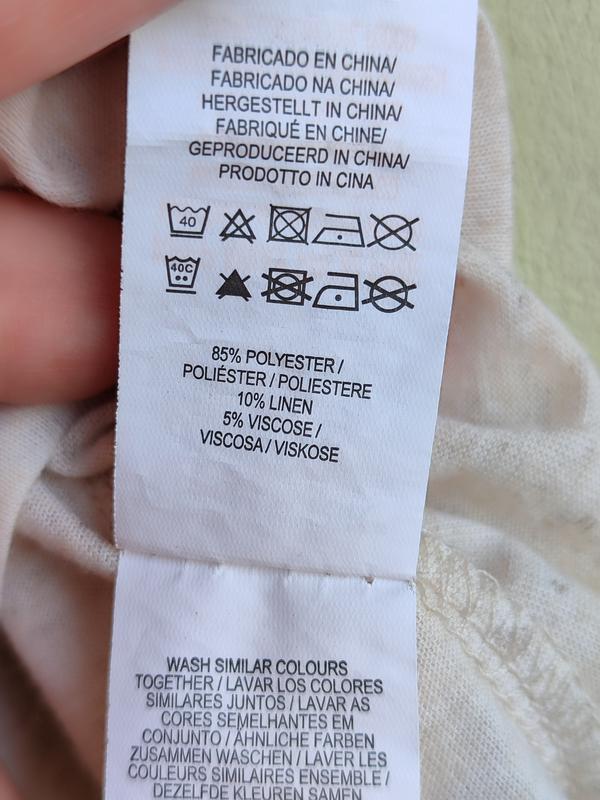 FABRICADO EN CHINA/
FABRICADO NA CHINA/
HERGESTELLT IN CHINA/
FABRIQUÉ EN CHINE/
GEPRODUCEERD IN CHINA/
PRODOTTO IN CINA
40
40C
85% POLYESTER /
POLIÉSTER / POLIESTERE
10% LINEN
5% VISCOSE /
VISCOSA / VISKOSE
WASH SIMILAR COLOURS
TOGETHER / LAVAR LOS COLORES
SIMILARES JUNTOS / LAVAR AS
CORES SEMELHANTES EM
CONJUNTO / ÄHNLICHE FARBEN
ZUSAMMEN WASCHEN / LAVER LES
COULEURS SIMILAIRES ENSEMBLE /
DEZELFDE KLEUREN SAMEN